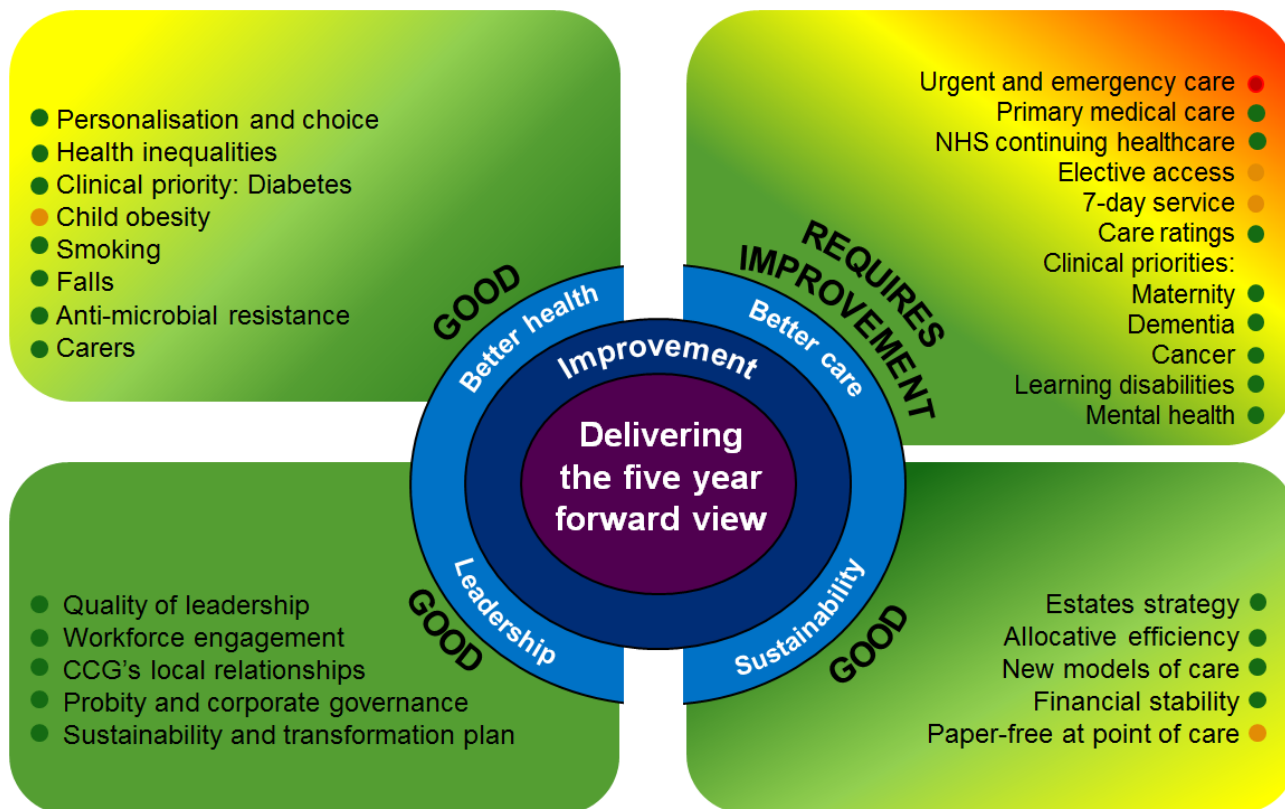 Personalisation and choice
Health inequalities
Clinical priority: Diabetes
Child obesity
Smoking
Falls
Anti-microbial resistance
Carers
GOOD
Better health
Urgent and emergency care
Primary medical care
NHS continuing healthcare
Elective access
7-day service
Care ratings
Clinical priorities:
Maternity
Dementia
Cancer
Learning disabilities
Mental health
REQUIRES
IMPROVEMENT
Better care
Improvement
Delivering
the five year
forward view
Quality of leadership
Workforce engagement
CCG’s local relationships
Probity and corporate governance
Sustainability and transformation plan
GOOD
Leadership
Estates strategy
Allocative efficiency
New models of care
Financial stability
Paper-free at point of care
GOOD
Sustainability